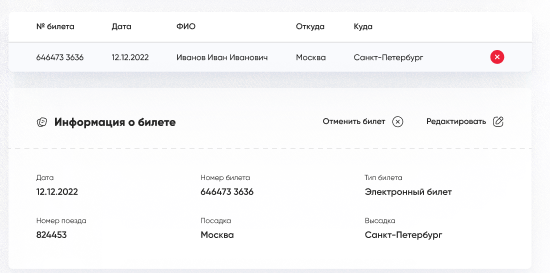 № билета Дата ФИО Откуда Куда
646473 3636 12.12.2022 Иванов Иван Иванович Москва Санкт-Петербург
Информация о билете Отменить билет Редактировать
Дата Номер билета Тип билета
12.12.2022 646473 3636 Электронный билет
Номер поезда Посадка Высадка
824453 Москва Санкт-Петербург